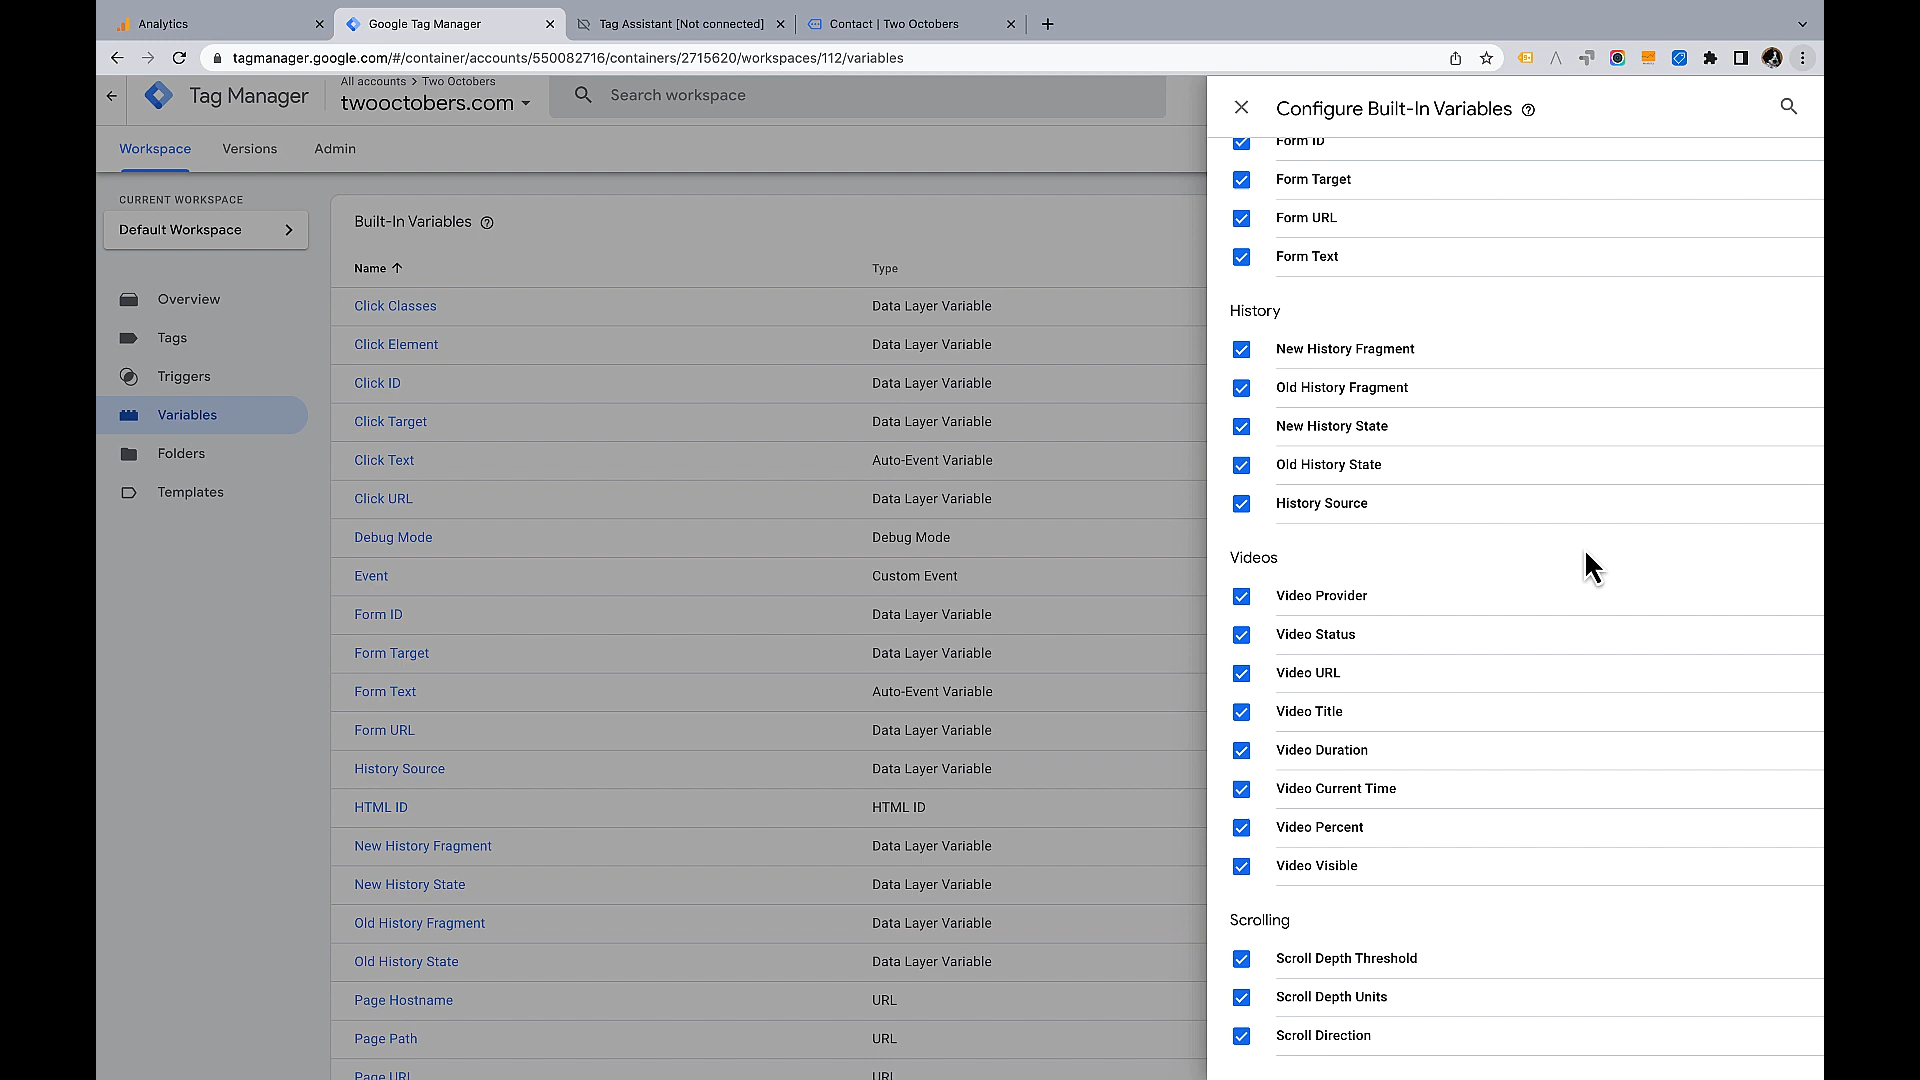 Analytics
Google Tag Manager
Tag Assistant [Not connected]
Contact | Two Octobers
tagmanager.google.com/#/container/accounts/550082716/containers/2715620/workspaces/112/variables
Tag Manager
All accounts > Two Octobers
twooctobers.com
Search workspace
Workspace
Versions
Admin
CURRENT WORKSPACE
Default Workspace
Overview
Tags
Triggers
Variables
Folders
Templates
Built-In Variables
Name Type
Click Classes Data Layer Variable
Click Element Data Layer Variable
Click ID Data Layer Variable
Click Target Data Layer Variable
Click Text Auto-Event Variable
Click URL Data Layer Variable
Debug Mode Debug Mode
Event Custom Event
Form ID Data Layer Variable
Form Target Data Layer Variable
Form Text Auto-Event Variable
Form URL Data Layer Variable
History Source Data Layer Variable
HTML ID HTML ID
New History Fragment Data Layer Variable
New History State Data Layer Variable
Old History Fragment Data Layer Variable
Old History State Data Layer Variable
Page Hostname URL
Page Path URL
Page URL URL
Configure Built-In Variables
Form ID
Form Target
Form URL
Form Text
History
New History Fragment
Old History Fragment
New History State
Old History State
History Source
Videos
Video Provider
Video Status
Video URL
Video Title
Video Duration
Video Current Time
Video Percent
Video Visible
Scrolling
Scroll Depth Threshold
Scroll Depth Units
Scroll Direction